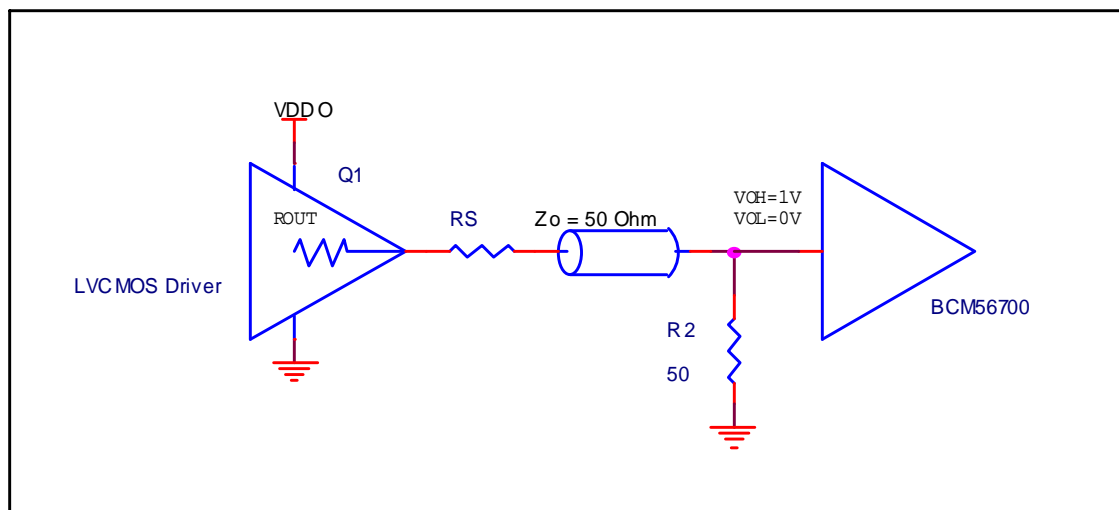 VDDO
Q1
ROUT
RS
Zo = 50 Ohm
VOH=1V
VOL=0V
LVCMOS Driver
BCM56700
R2
50